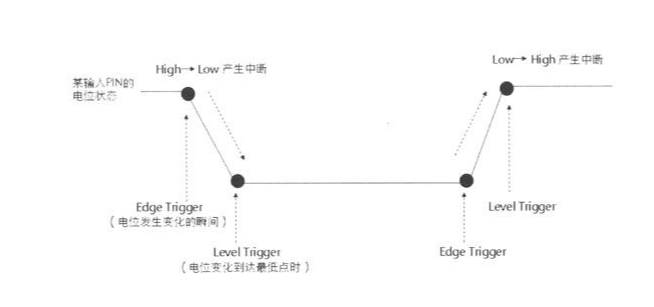 High→Low 产生中断
Low→High 产生中断
某输入PIN的
电位状态
Edge Trigger
（电位发生变化的瞬间）
Level Trigger
Level Trigger
（电位变化到达最低点时）
Edge Trigger